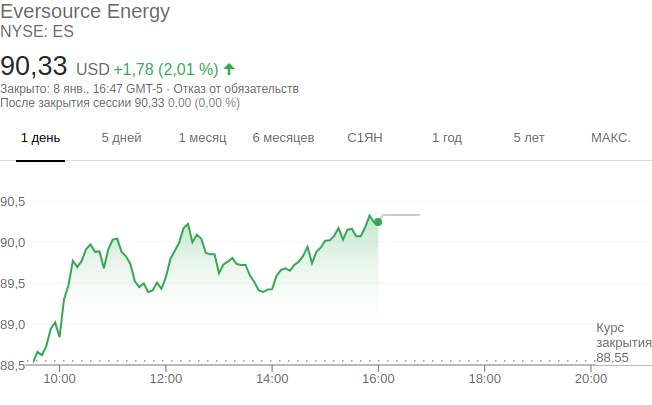 Eversource Energy
NYSE: ES
90,33 USD +1,78 (2,01 %)
Закрыто: 8 янв., 16:47 GMT-5 · Отказ от обязательств
После закрытия сессии 90,33 0,00 (0,00 %)
1 день 5 дней 1 месяц 6 месяцев С1ЯН 1 год 5 лет МАКС.
90,5
90,0
89,5
89,0
88,5
Курс
закрытия
88,55
10:00 12:00 14:00 16:00 18:00 20:00